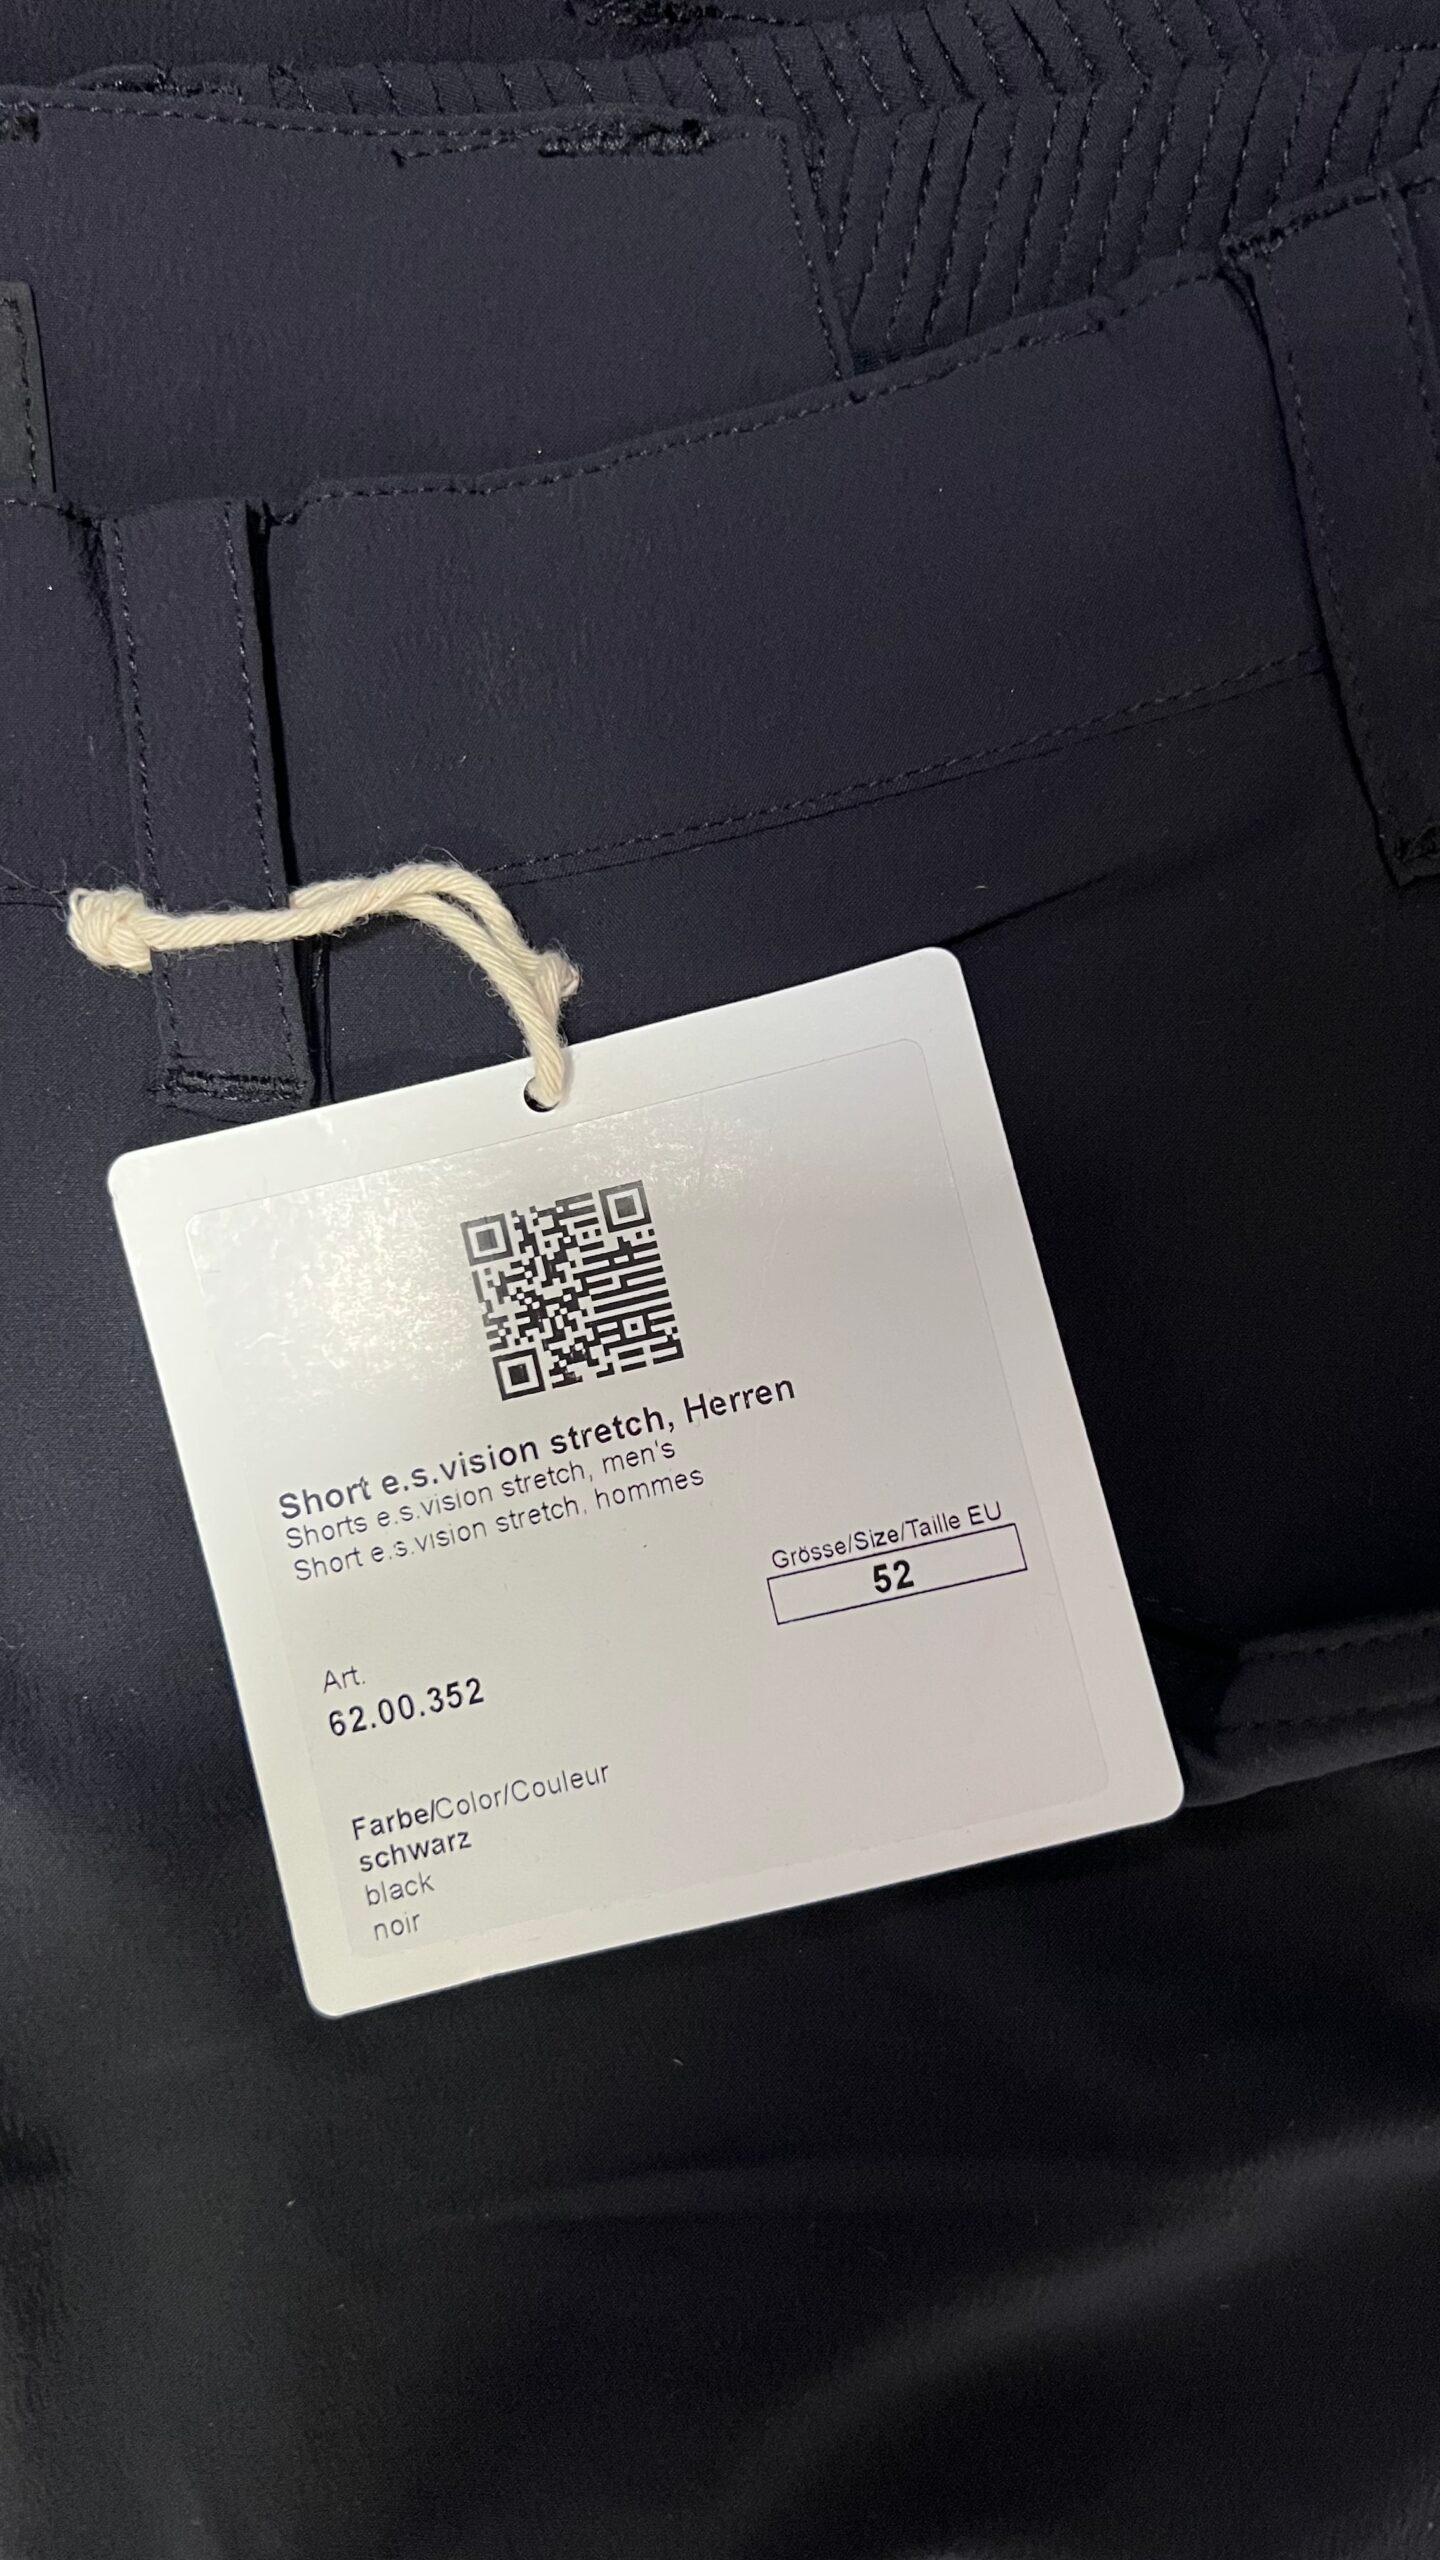 Short e.s.vision stretch, Herren
Shorts e.s.vision stretch, men's
Short e.s.vision stretch, hommes
Grösse/Size/Taille EU
52
Art.
62.00.352
Farbe/Color/Couleur
schwarz
black
noir